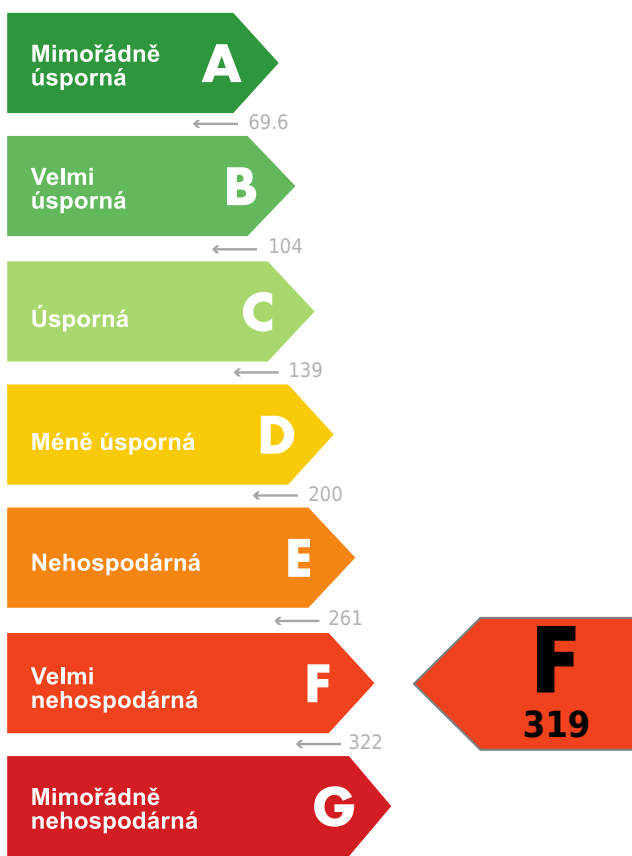 Mimořádně
úsporná
A
69.6
Velmi
úsporná
B
104
Úsporná
C
139
Méně úsporná
D
200
Nehospodárná
E
261
Velmi
nehospodárná
F
F
319
322
Mimořádně
nehospodárná
G